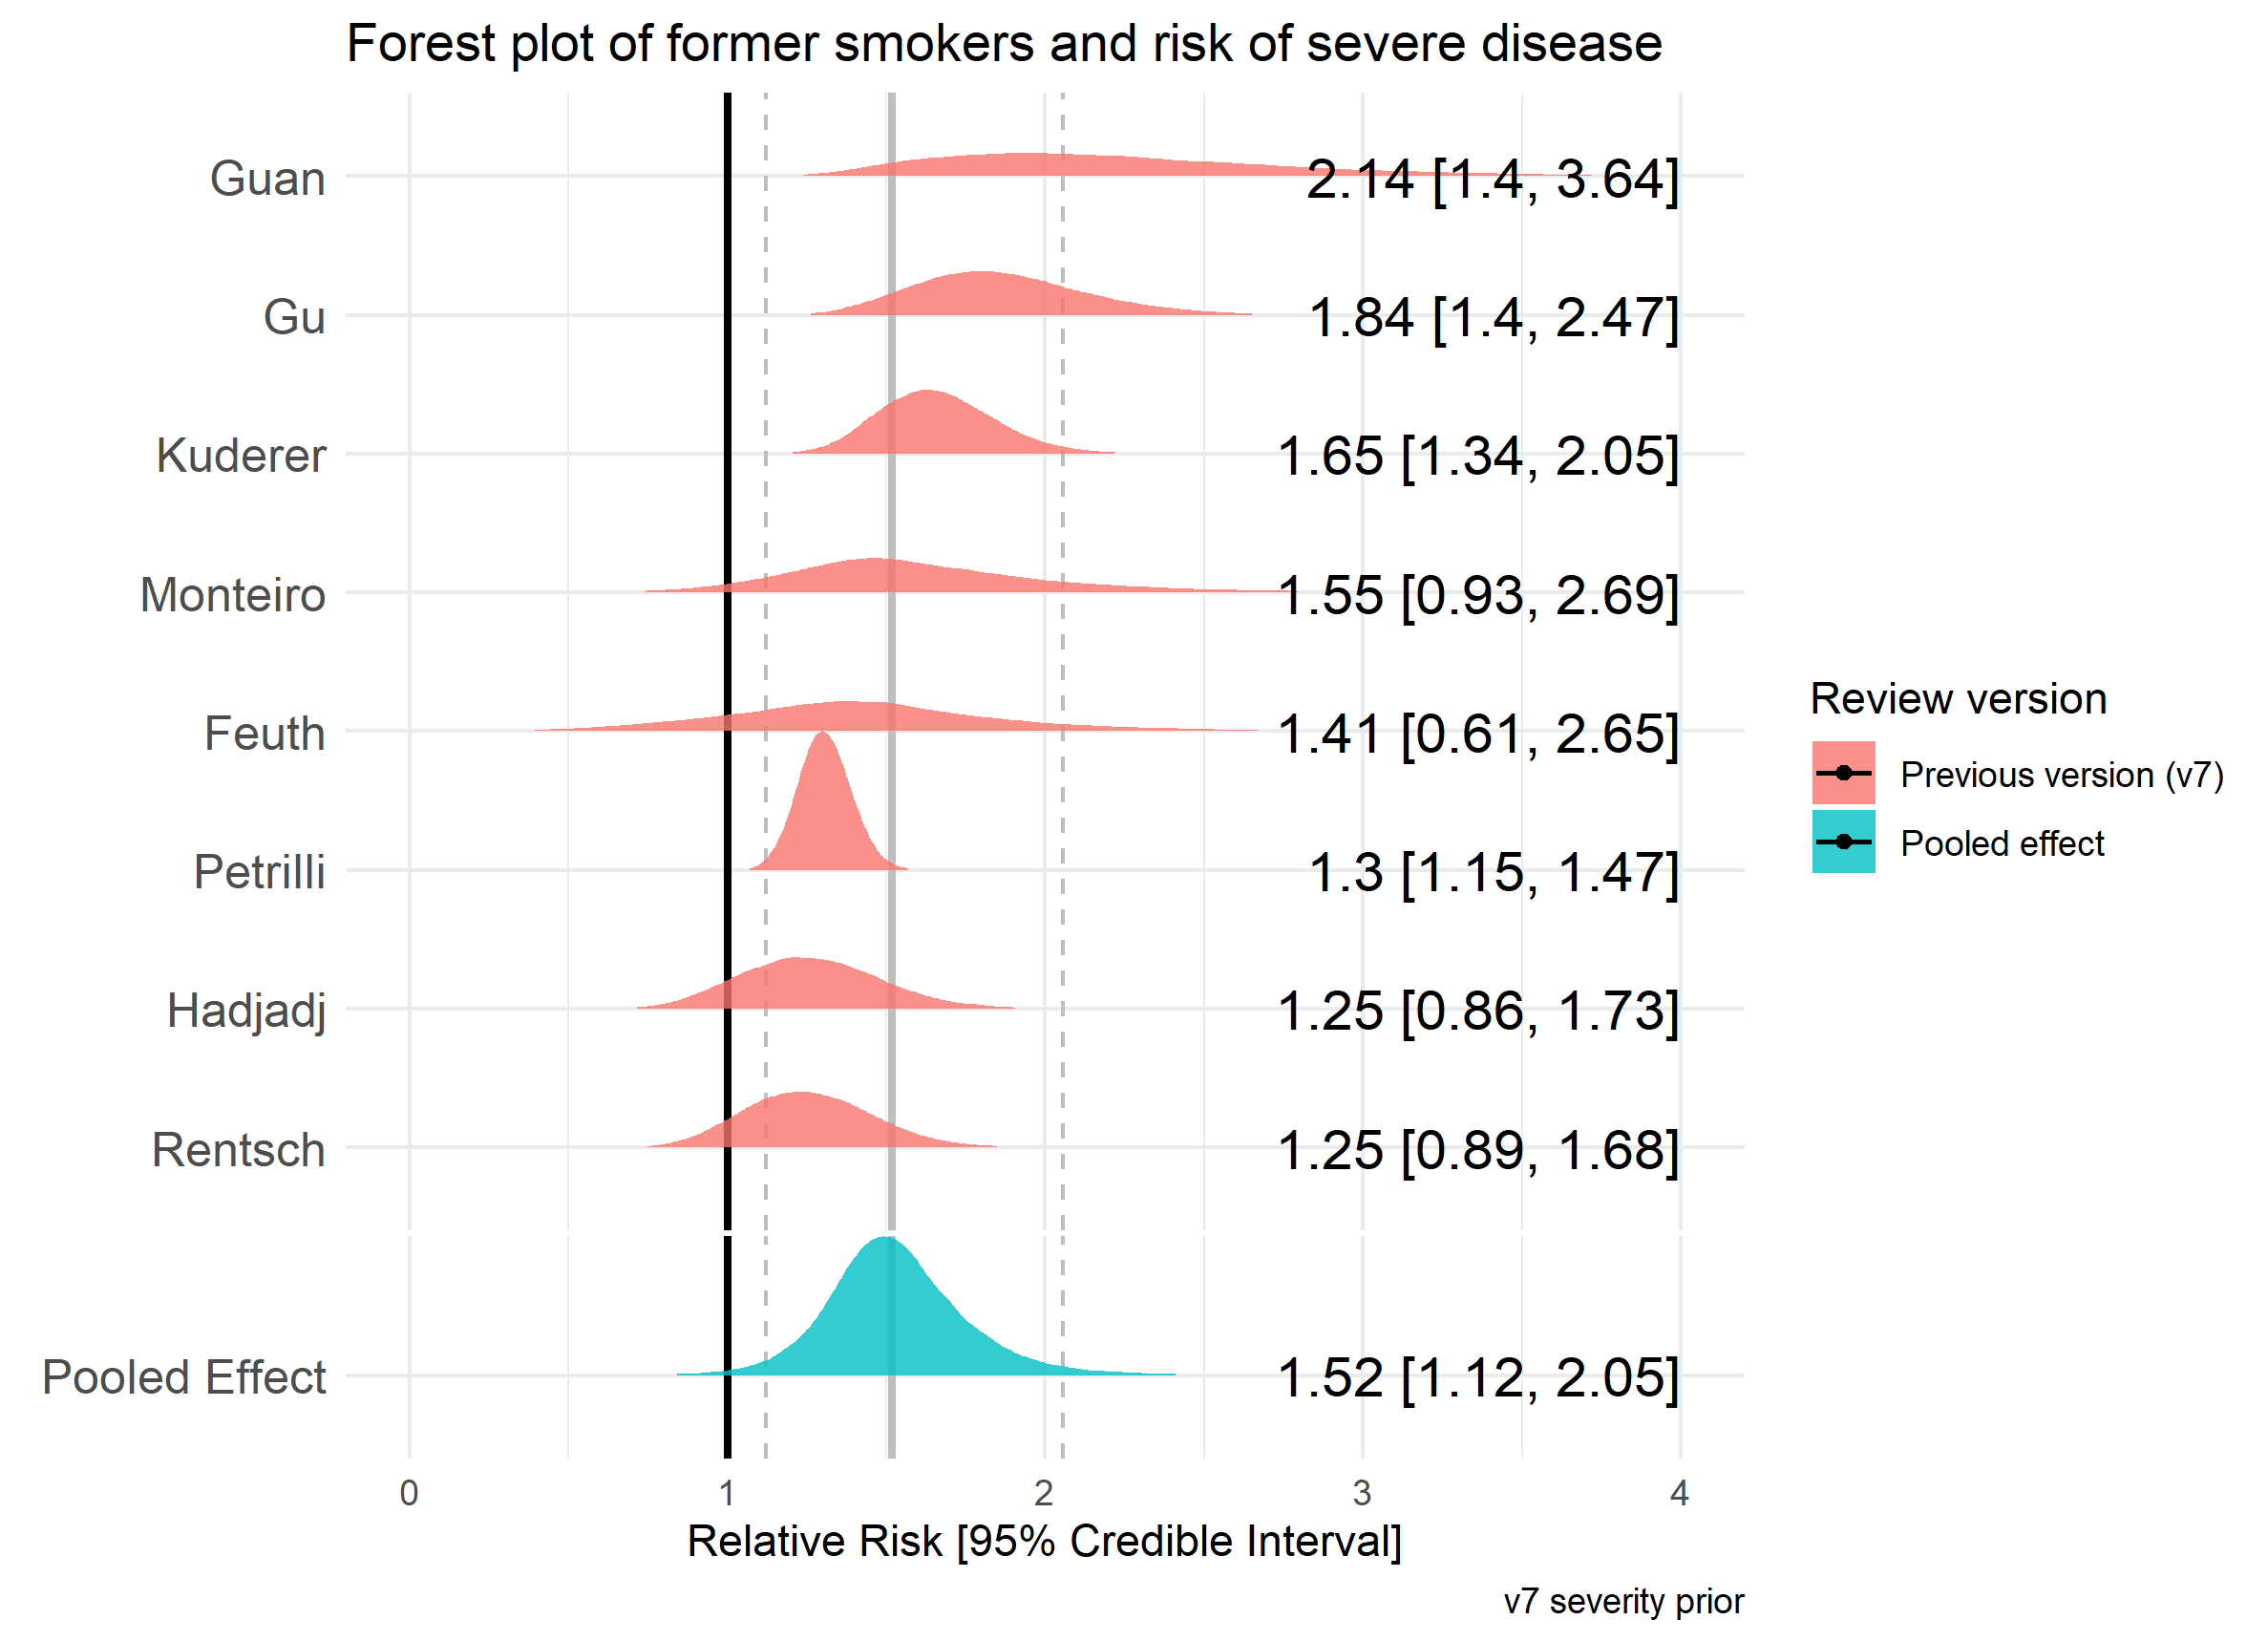 Forest plot of former smokers and risk of severe disease
Guan 2.14 [1.4, 3.64]
Gu 1.84 [1.4, 2.47]
Kuderer 1.65 [1.34, 2.05]
Monteiro 1.55 [0.93, 2.69]
Feuth 1.41 [0.61, 2.65]
Petrilli 1.3 [1.15, 1.47]
Hadjadj 1.25 [0.86, 1.73]
Rentsch 1.25 [0.89, 1.68]
Pooled Effect 1.52 [1.12, 2.05]
0 1 2 3 4
Relative Risk [95% Credible Interval]
v7 severity prior
Review version
Previous version (v7)
Pooled effect